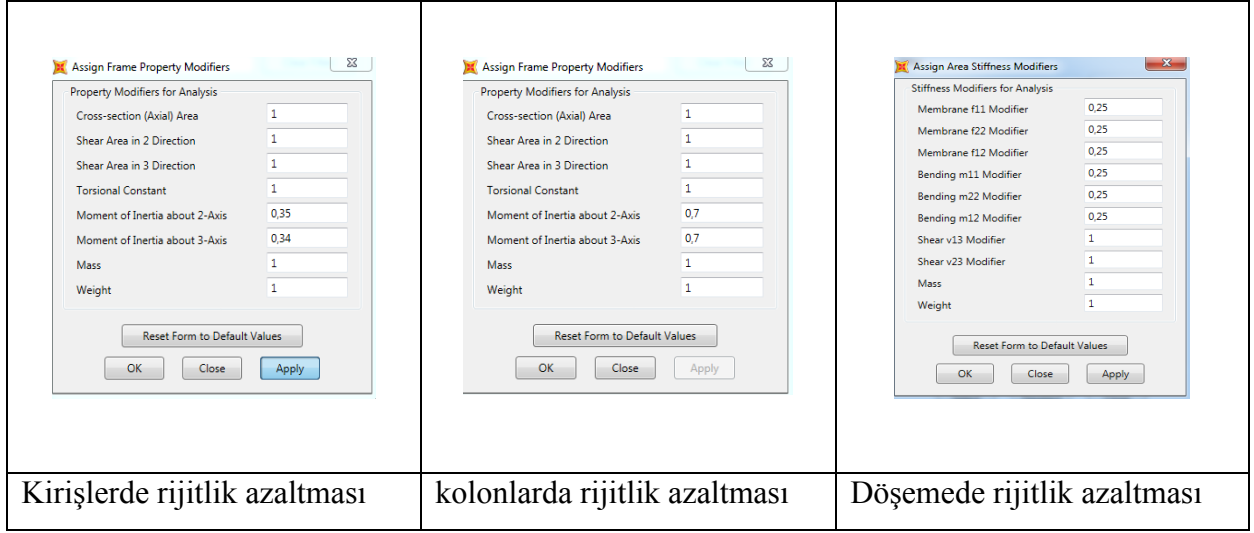 Assign Frame Property Modifiers
Property Modifiers for Analysis
Cross-section (Axial) Area 1
Shear Area in 2 Direction 1
Shear Area in 3 Direction 1
Torsional Constant 1
Moment of Inertia about 2-Axis 0,35
Moment of Inertia about 3-Axis 0,34
Mass 1
Weight 1
Reset Form to Default Values
OK Close Apply
Kirişlerde rijitlik azaltması
Assign Frame Property Modifiers
Property Modifiers for Analysis
Cross-section (Axial) Area 1
Shear Area in 2 Direction 1
Shear Area in 3 Direction 1
Torsional Constant 1
Moment of Inertia about 2-Axis 0,7
Moment of Inertia about 3-Axis 0,7
Mass 1
Weight 1
Reset Form to Default Values
OK Close Apply
kolonlarda rijitlik azaltması
Assign Area Stiffness Modifiers
Stiffness Modifiers for Analysis
Membrane f11 Modifier 0,25
Membrane f22 Modifier 0,25
Membrane f12 Modifier 0,25
Bending m11 Modifier 0,25
Bending m22 Modifier 0,25
Bending m12 Modifier 0,25
Shear v13 Modifier 1
Shear v23 Modifier 1
Mass 1
Weight 1
Reset Form to Default Values
OK Close Apply
Döşemede rijitlik azaltması